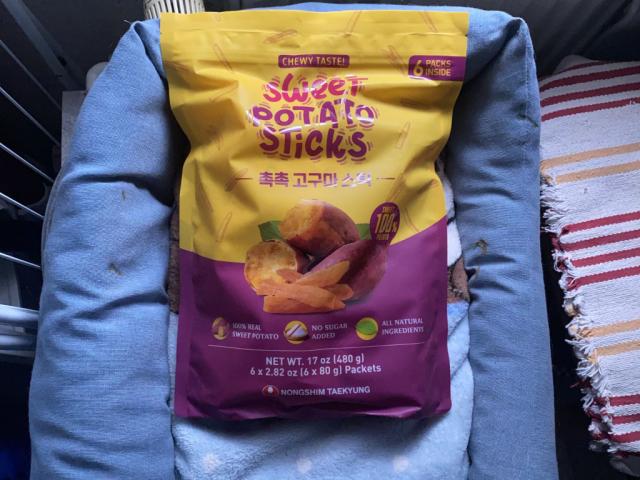 CHEWY TASTE!
6 PACKS INSIDE
SWEET
POTATO
STICKS
촉촉 고구마 스틱
SWEET
100%
POTATO
100% REAL
SWEET POTATO
NO SUGAR
ADDED
ALL NATURAL
INGREDIENTS
NET WT. 17 oz (480 g)
6 x 2.82 oz (6 x 80 g) Packets
NONGSHIM TAEKYUNG